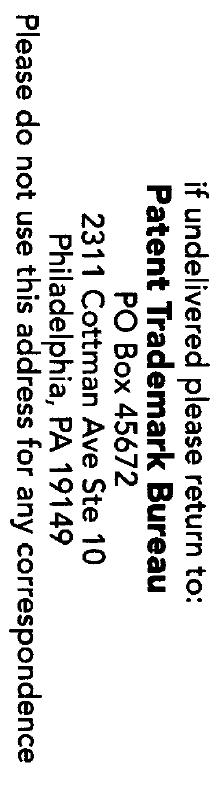 if undelivered please return to:
Patent Trademark Bureau
PO Box 45672
2311 Cottman Ave Ste 10
Philadelphia, PA 19149
Please do not use this address for any correspondence